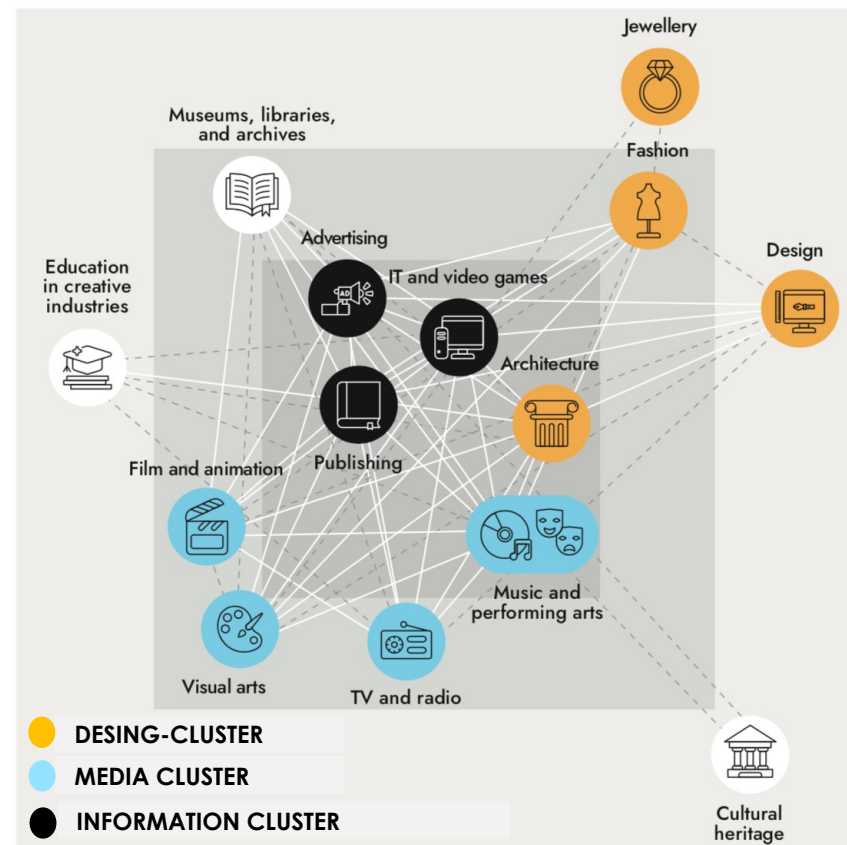 Jewellery
Museums, libraries,
and archives
Fashion
Advertising
Design
Education
in creative
industries
IT and video games
AD
Architecture
Film and animation
Publishing
Music and
performing arts
Visual arts
TV and radio
DESING-CLUSTER
MEDIA CLUSTER
INFORMATION CLUSTER
Cultural
heritage